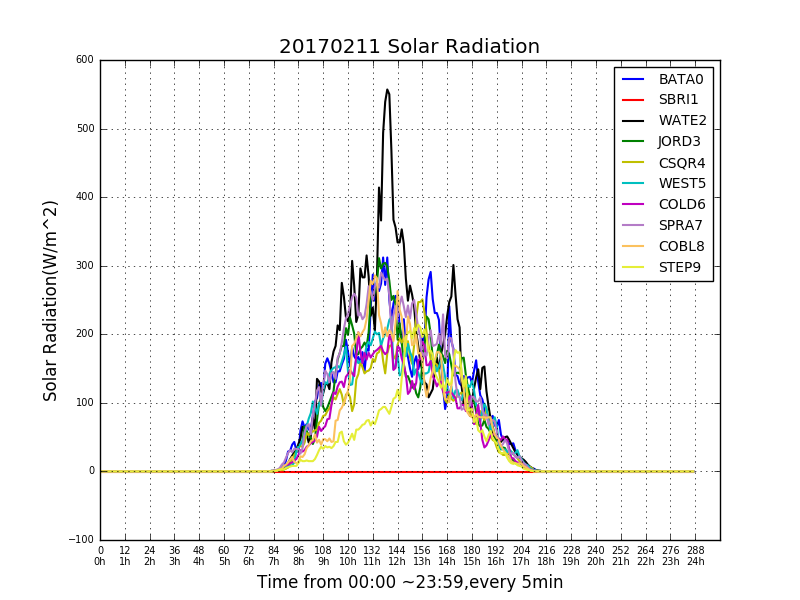 20170211 Solar Radiation
600
500
400
300
200
100
0
−100
Solar Radiation(W/m^2)
BATA0
SBRI1
WATE2
JORD3
CSQR4
WEST5
COLD6
SPRA7
COBL8
STEP9
0 12 24 36 48 60 72 84 96 108 120 132 144 156 168 180 192 204 216 228 240 252 264 276 288
0h 1h 2h 3h 4h 5h 6h 7h 8h 9h 10h 11h 12h 13h 14h 15h 16h 17h 18h 19h 20h 21h 22h 23h 24h
Time from 00:00 ~23:59,every 5min